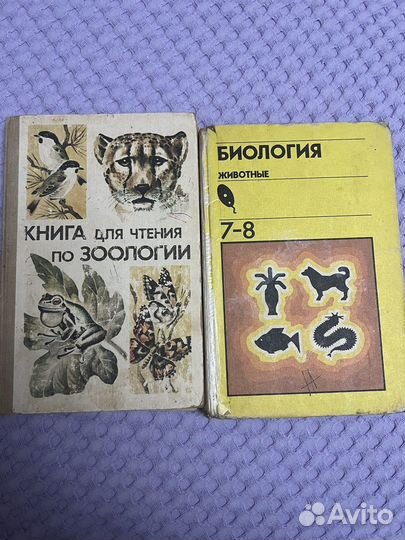 КНИГА ДЛЯ ЧТЕНИЯ
ПО ЗООЛОГИИ
БИОЛОГИЯ
ЖИВОТНЫЕ
7-8
Avito